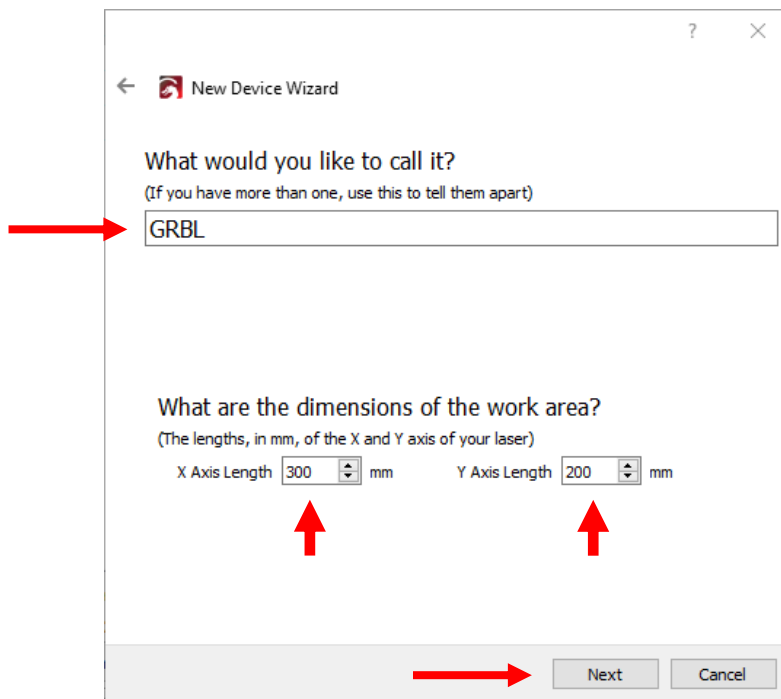 ?
New Device Wizard
What would you like to call it?
(If you have more than one, use this to tell them apart)
GRBL
What are the dimensions of the work area?
(The lengths, in mm, of the X and Y axis of your laser)
X Axis Length 300 mm Y Axis Length 200 mm
Next Cancel